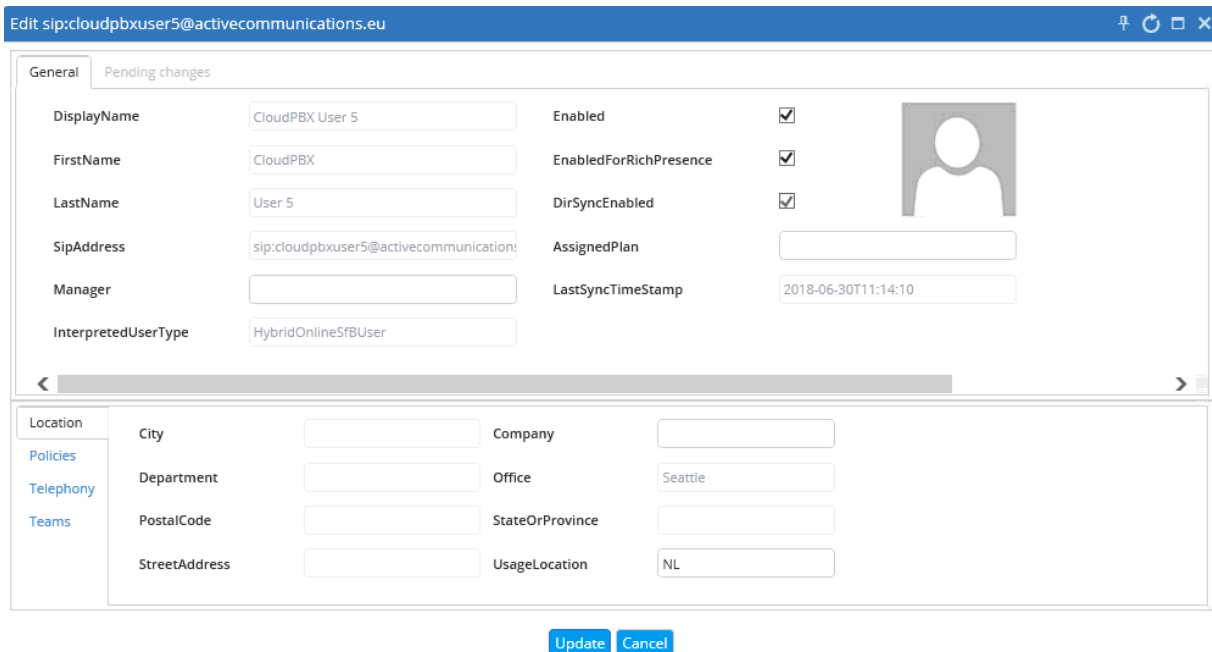 Edit sip:cloudpbxuser5@activecommunications.eu
General Pending changes
DisplayName CloudPBX User 5 Enabled
FirstName CloudPBX EnabledForRichPresence
LastName User 5 DirSyncEnabled
SipAddress sip:cloudpbxuser5@activecommunications AssignedPlan
Manager LastSyncTimeStamp 2018-06-30T11:14:10
InterpretedUserType HybridOnlineSfBUser
Location City Company
Policies
Department Office Seattle
Telephony
PostalCode StateOrProvince
Teams
StreetAddress UsageLocation NL
Update Cancel